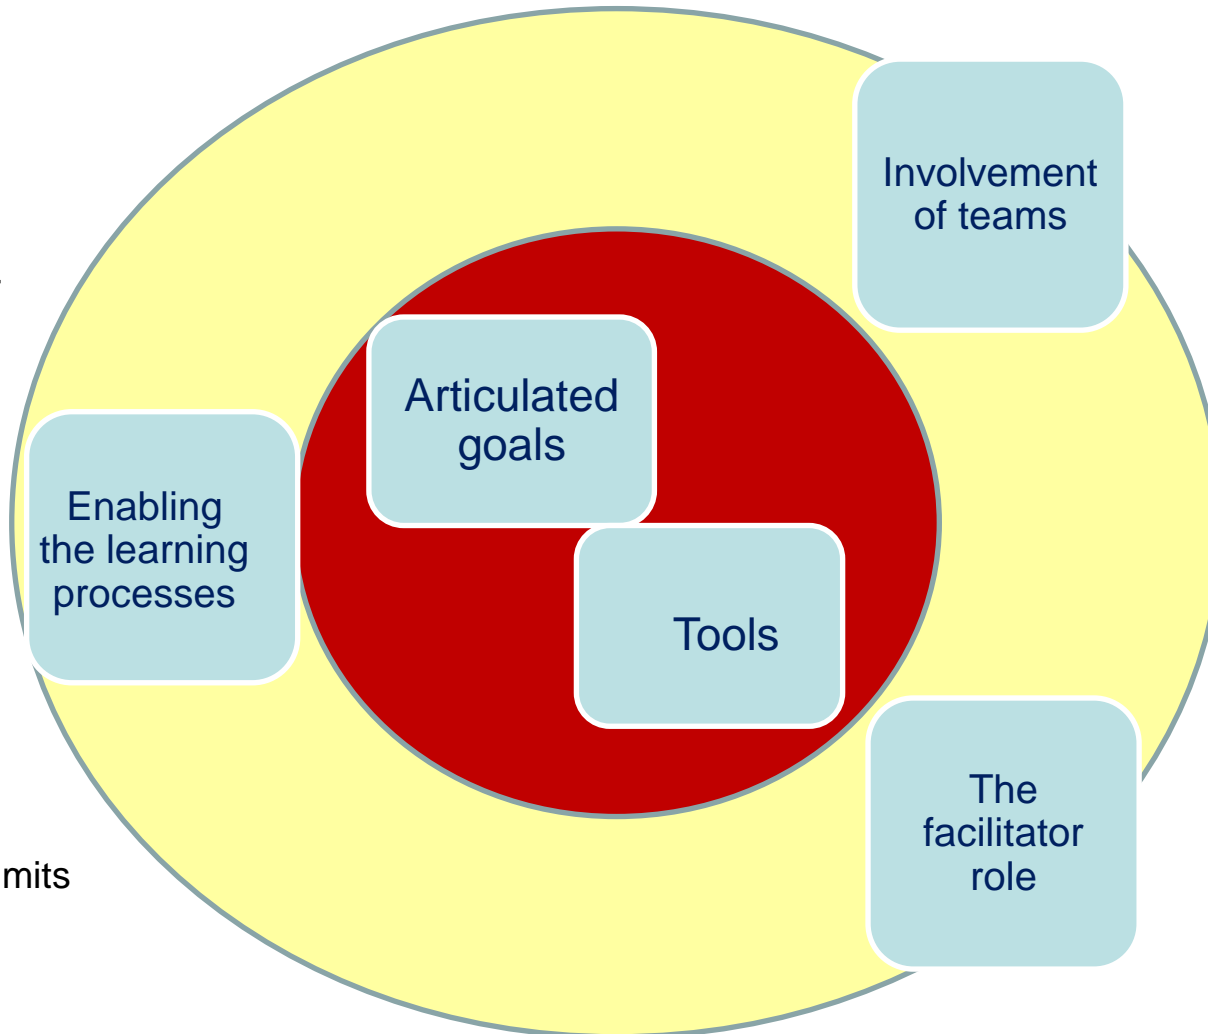 Involvement
of teams
Articulated
goals
Enabling
the learning
processes
Tools
The
facilitator
role
mits